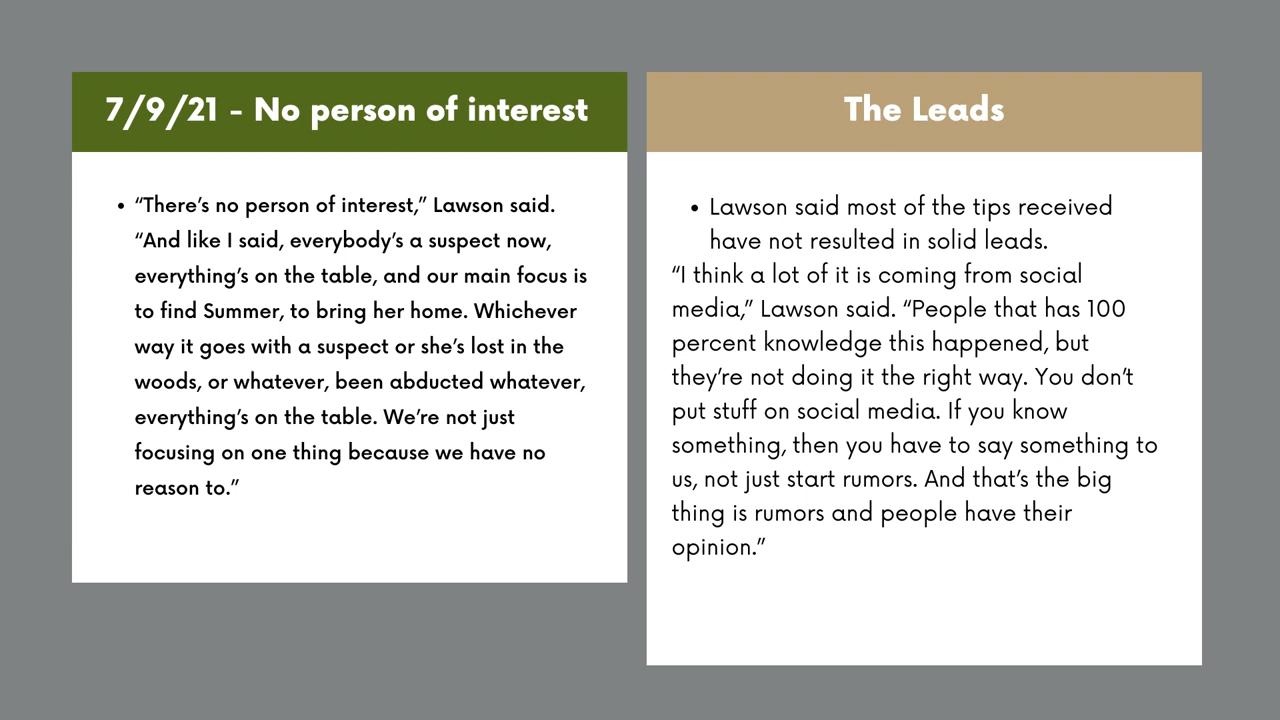 7/9/21 - No person of interest
• “There’s no person of interest,” Lawson said.
“And like I said, everybody’s a suspect now,
everything’s on the table, and our main focus is
to find Summer, to bring her home. Whichever
way it goes with a suspect or she’s lost in the
woods, or whatever, been abducted whatever,
everything’s on the table. We’re not just
focusing on one thing because we have no
reason to.”
The Leads
• Lawson said most of the tips received
have not resulted in solid leads.
“I think a lot of it is coming from social
media,” Lawson said. “People that has 100
percent knowledge this happened, but
they’re not doing it the right way. You don’t
put stuff on social media. If you know
something, then you have to say something to
us, not just start rumors. And that’s the big
thing is rumors and people have their
opinion.”